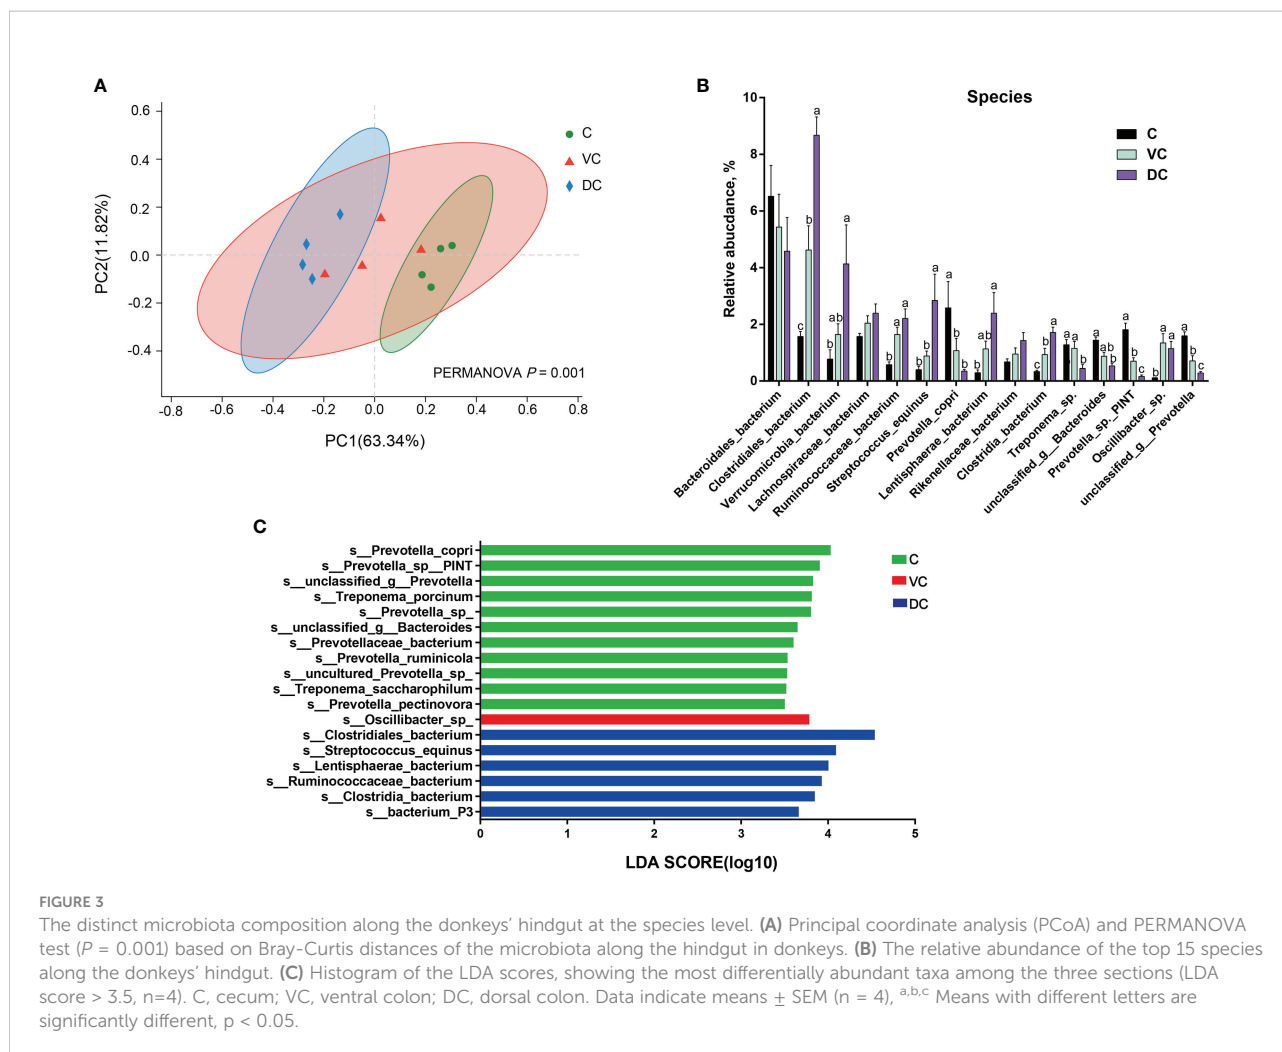 A
0.6
0.4
0.2
0.0
-0.2
-0.4
PC2(11.82%)
-0.8
-0.6
-0.4
-0.2
0.0
0.2
0.4
0.6
0.8
PC1(63.34%)
C
VC
DC
PERMANOVA P = 0.001
B
Species
10
8
6
4
2
0
Relative abucdance, %
C
VC
DC
c
b
a
b
ab
a
b
a
a
b
b
a
a
b
c
b
ab
a
c
b
a
a
a
b
a
ab
b
a
b
c
b
a
a
a
b
c
Bacteroidales_bacterium
Clostridiales_bacterium
Verrucomicrobia_bacterium
Lachnospiraceae_bacterium
Ruminococcaceae_bacterium
Streptococcus_equinus
Prevotella_copri
Lentisphaerae_bacterium
Rikenellaceae_bacterium
Clostridia_bacterium
Treponema_sp.
unclassified_g__Bacteroides
Prevotella_sp._PINT
Oscillibacter_sp.
unclassified_g__Prevotella
C
s__Prevotella_copri
s__Prevotella_sp__PINT
s__unclassified_g__Prevotella
s__Treponema_porcinum
s__Prevotella_sp_
s__unclassified_g__Bacteroides
s__Prevotellaceae_bacterium
s__Prevotella_ruminicola
s__uncultured_Prevotella_sp_
s__Treponema_saccharophilum
s__Prevotella_pectinovora
s__Oscillibacter_sp_
s__Clostridiales_bacterium
s__Streptococcus_equinus
s__Lentisphaerae_bacterium
s__Ruminococcaceae_bacterium
s__Clostridia_bacterium
s__bacterium_P3
0
1
2
3
4
5
LDA SCORE(log10)
C
VC
DC
FIGURE 3
The distinct microbiota composition along the donkeys' hindgut at the species level. (A) Principal coordinate analysis (PCoA) and PERMANOVA
test (P = 0.001) based on Bray-Curtis distances of the microbiota along the hindgut in donkeys. (B) The relative abundance of the top 15 species
along the donkeys' hindgut. (C) Histogram of the LDA scores, showing the most differentially abundant taxa among the three sections (LDA
score > 3.5, n=4). C, cecum; VC, ventral colon; DC, dorsal colon. Data indicate means ± SEM (n = 4), a,b,c Means with different letters are
significantly different, p < 0.05.